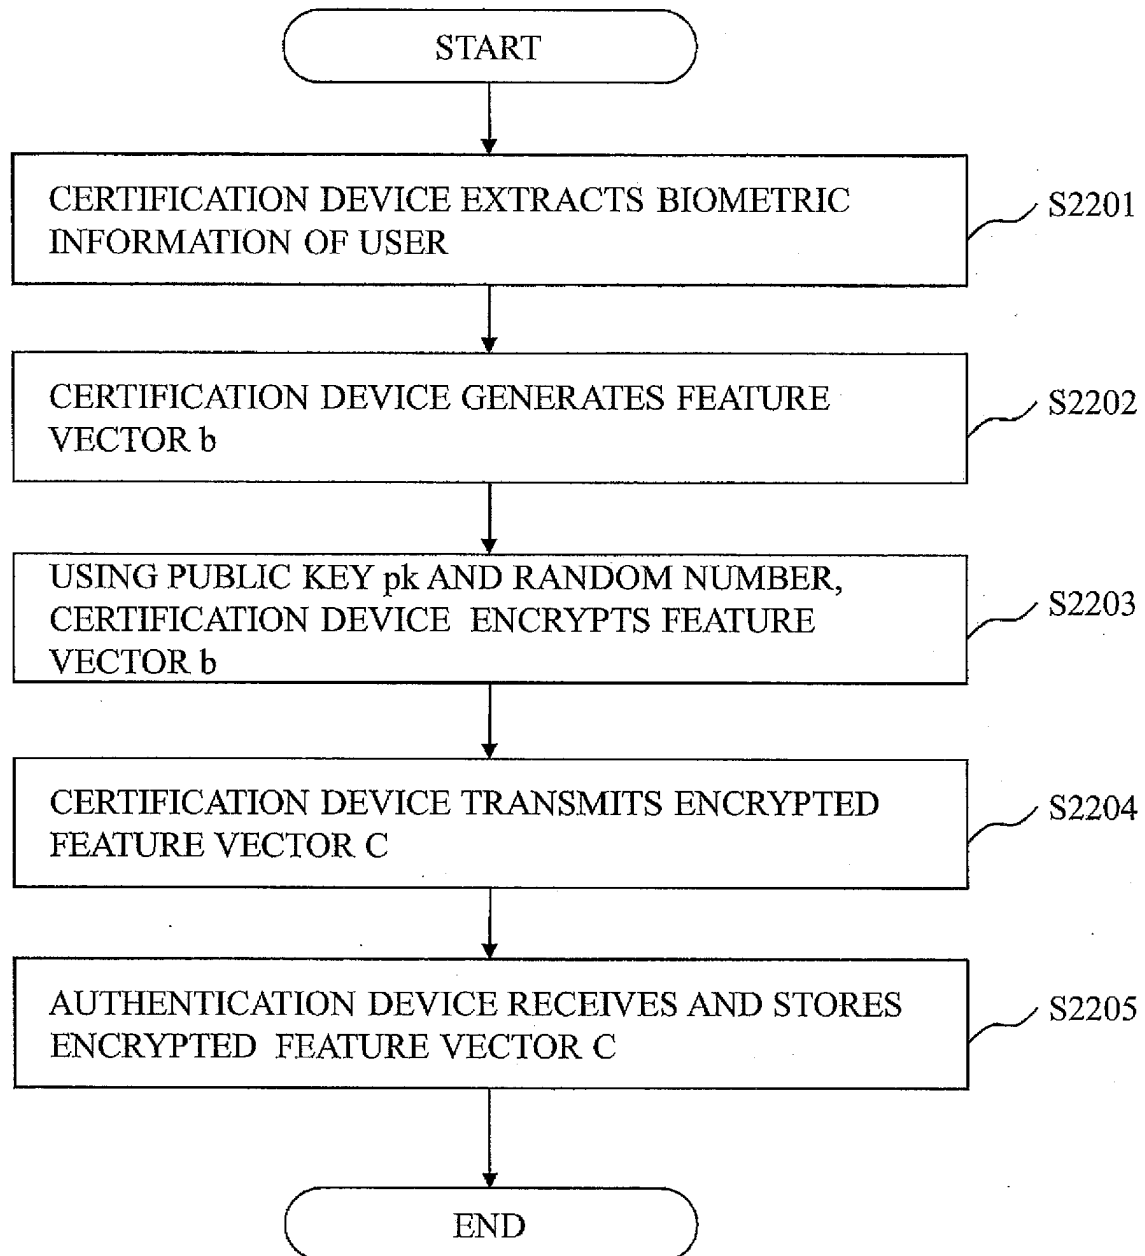 START
CERTIFICATION DEVICE EXTRACTS BIOMETRIC
INFORMATION OF USER
S2201
CERTIFICATION DEVICE GENERATES FEATURE
VECTOR b
S2202
USING PUBLIC KEY pk AND RANDOM NUMBER,
CERTIFICATION DEVICE ENCRYPTS FEATURE
VECTOR b
S2203
CERTIFICATION DEVICE TRANSMITS ENCRYPTED
FEATURE VECTOR C
S2204
AUTHENTICATION DEVICE RECEIVES AND STORES
ENCRYPTED FEATURE VECTOR C
S2205
END